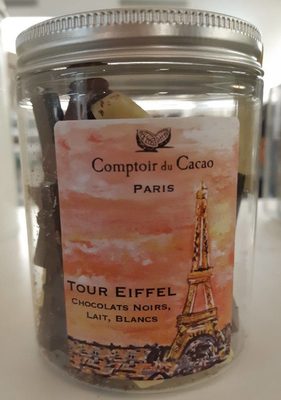 Comptoir du Cacao
PARIS
TOUR EIFFEL
CHOCOLATS NOIRS,
LAIT, BLANCS